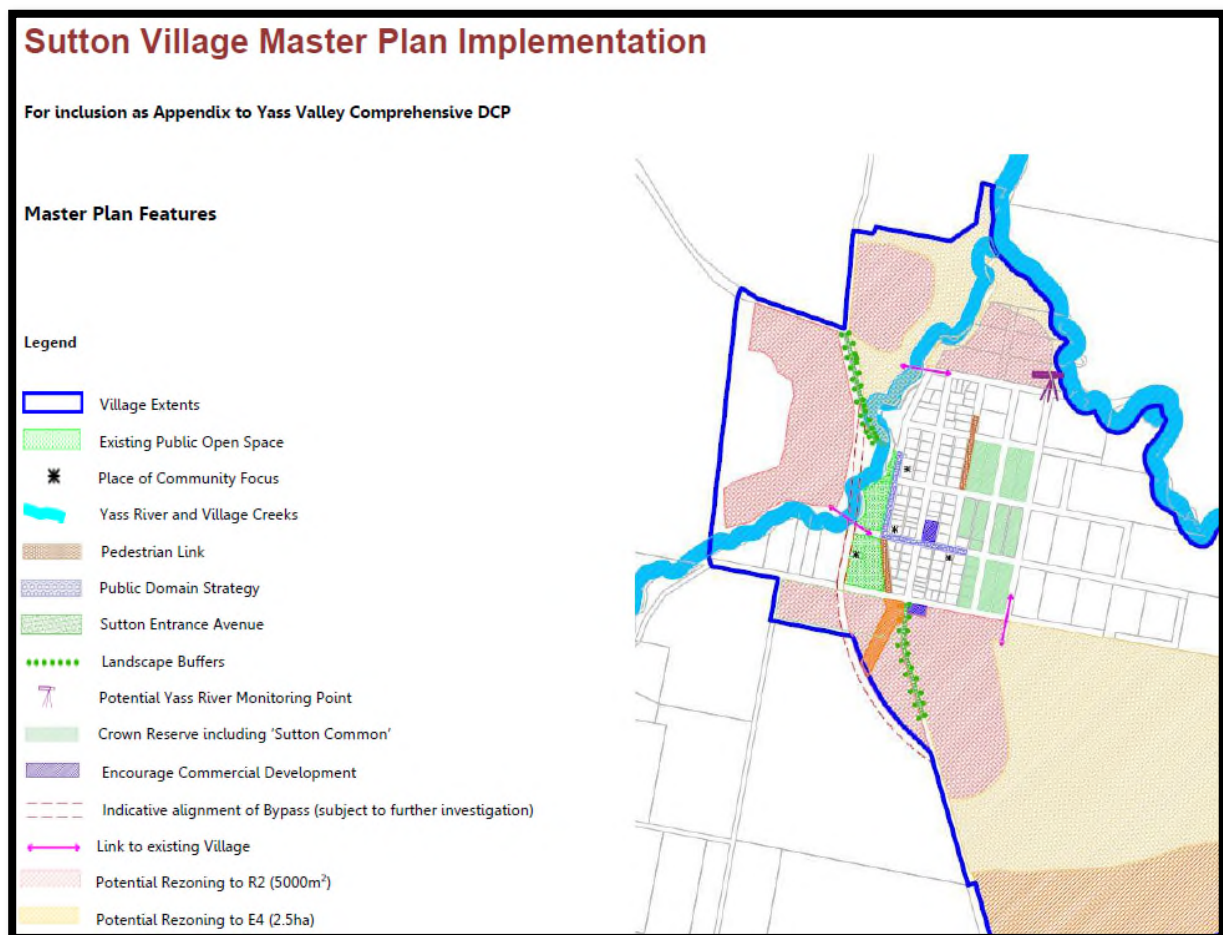 Sutton Village Master Plan Implementation
For inclusion as Appendix to Yass Valley Comprehensive DCP
Master Plan Features
Legend
Village Extents
Existing Public Open Space
Place of Community Focus
Yass River and Village Creeks
Pedestrian Link
Public Domain Strategy
Sutton Entrance Avenue
Landscape Buffers
Potential Yass River Monitoring Point
Crown Reserve including ‘Sutton Common’
Encourage Commercial Development
Indicative alignment of Bypass (subject to further investigation)
Link to existing Village
Potential Rezoning to R2 (5000m²)
Potential Rezoning to E4 (2.5ha)